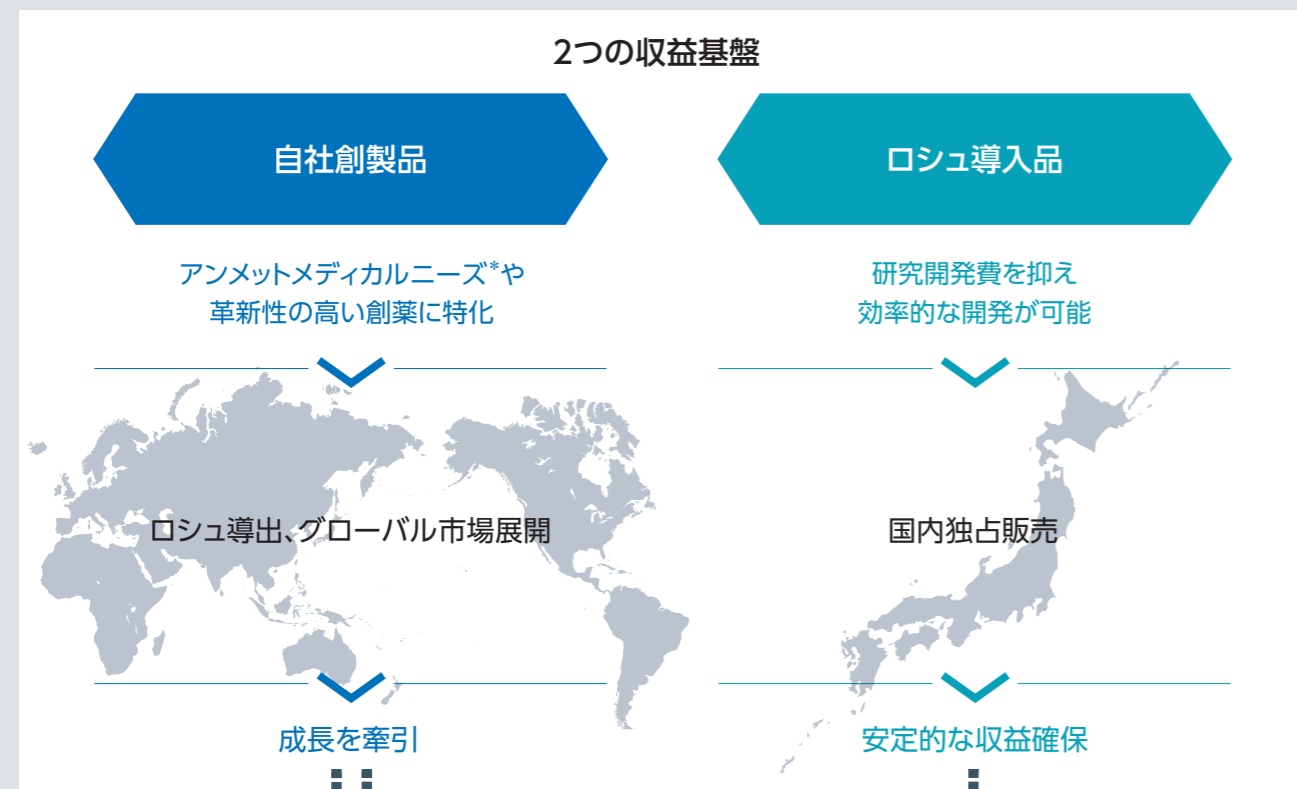 2つの収益基盤
自社創製品
ロシュ導入品
アンメットメディカルニーズ*や
革新性の高い創薬に特化
研究開発費を抑え
効率的な開発が可能
ロシュ導出、グローバル市場展開
国内独占販売
成長を牽引
安定的な収益確保